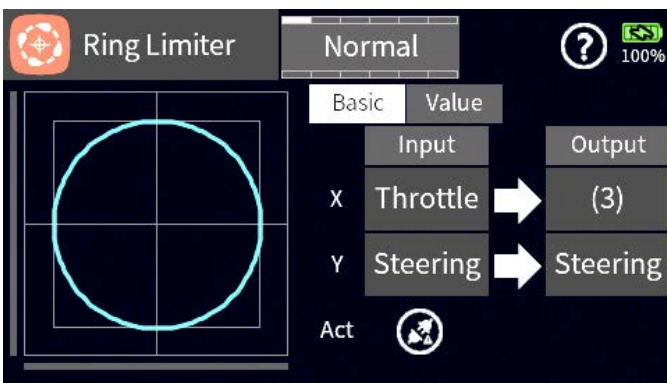 Ring Limiter Normal ? 100%
Basic Value
Input Output
X Throttle (3)
Y Steering Steering
Act